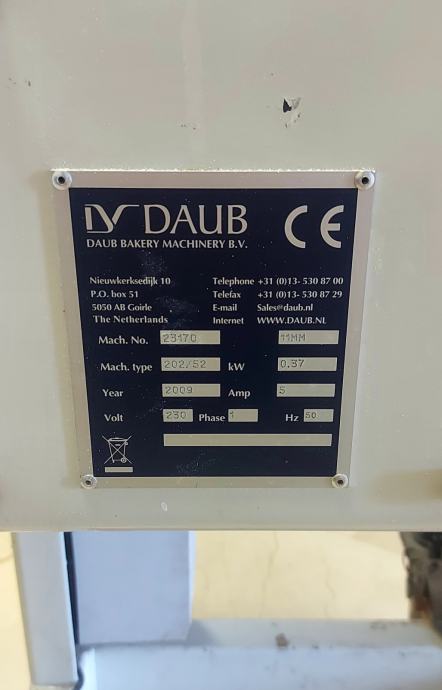 DAUB
DAUB BAKERY MACHINERY B.V.
CE
Nieuwkerksedijk 10 Telephone +31 (0)13- 530 87 00
P.O. box 51 Telefax +31 (0)13- 530 87 29
5050 AB Goirle E-mail Sales@daub.nl
The Netherlands Internet WWW.DAUB.NL
Mach. No. 23170 11MM
Mach. type 202/52 kW 0.37
Year 2009 Amp 5
Volt 230 Phase 1 Hz 50